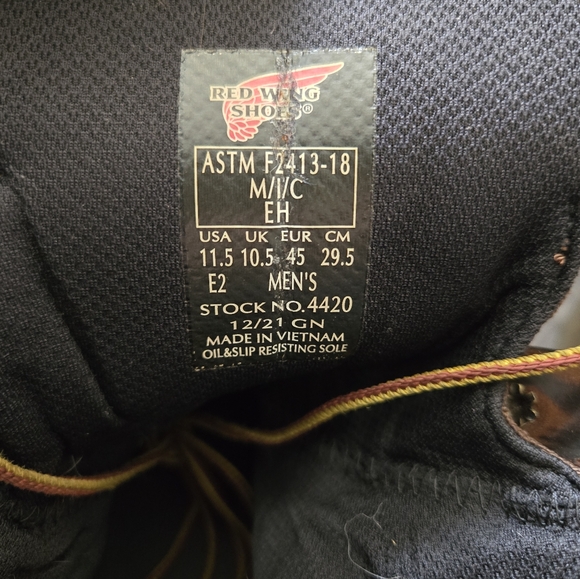 RED WING
SHOES®
ASTM F2413-18
M/I/C
EH
USA UK EUR CM
11.5 10.5 45 29.5
E2 MEN'S
STOCK NO. 4420
12/21 GN
MADE IN VIETNAM
OIL&SLIP RESISTING SOLE